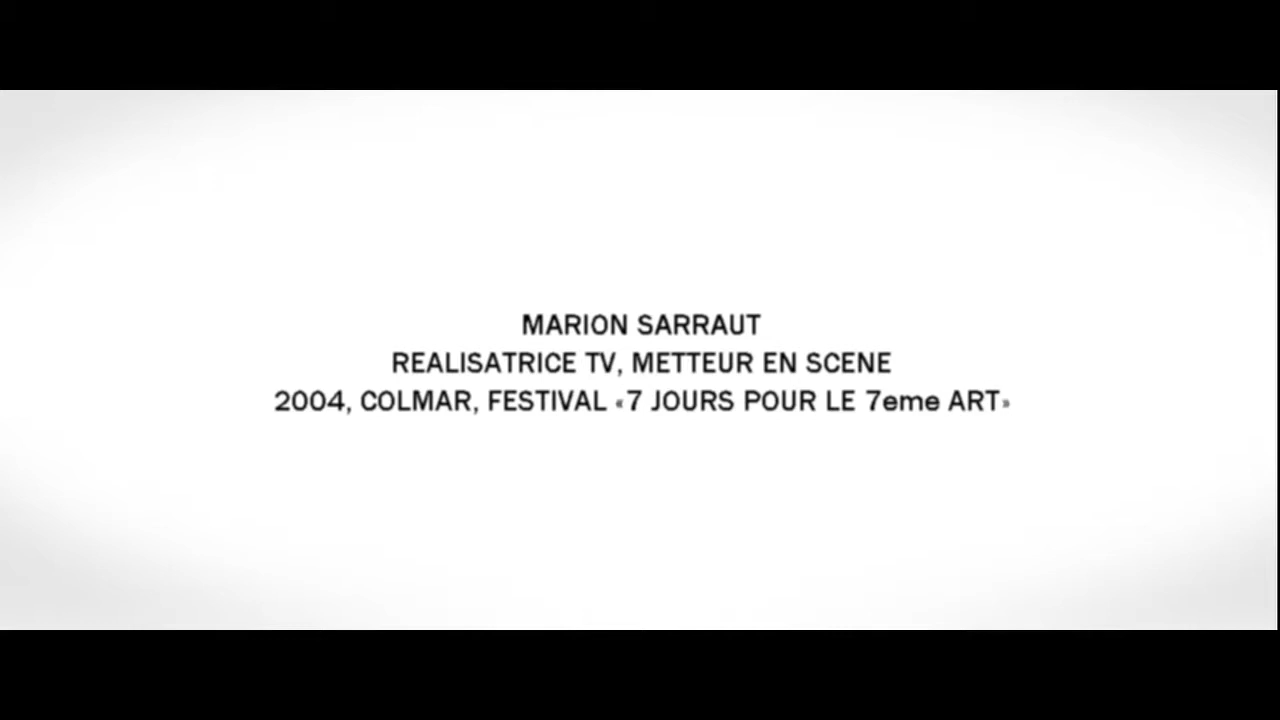 MARION SARRAUT
REALISATRICE TV, METTEUR EN SCENE
2004, COLMAR, FESTIVAL «7 JOURS POUR LE 7eme ART»